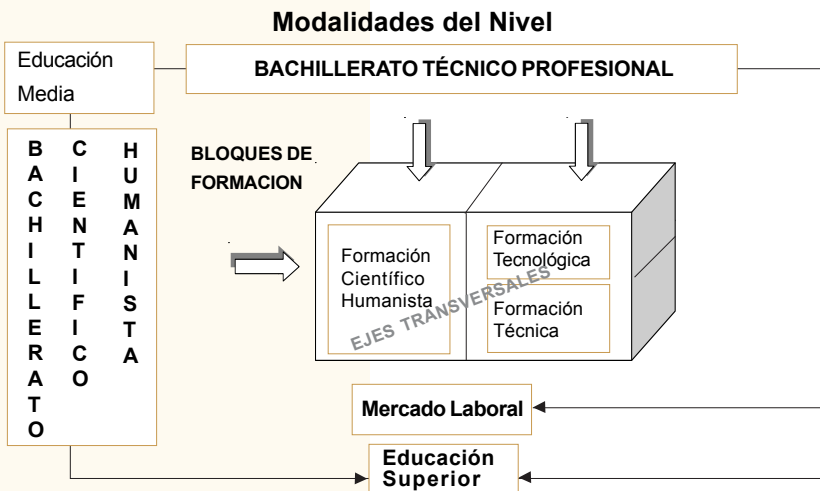 Modalidades del Nivel
Educación
Media
BACHILLERATO TÉCNICO PROFESIONAL
BACHILLERATO
CIENTIFICO
HUMANISTA
BLOQUES DE
FORMACION
Formación
Científico
Humanista
Formación
Tecnológica
Formación
Técnica
EJES TRANSVERSALES
Mercado Laboral
Educación
Superior